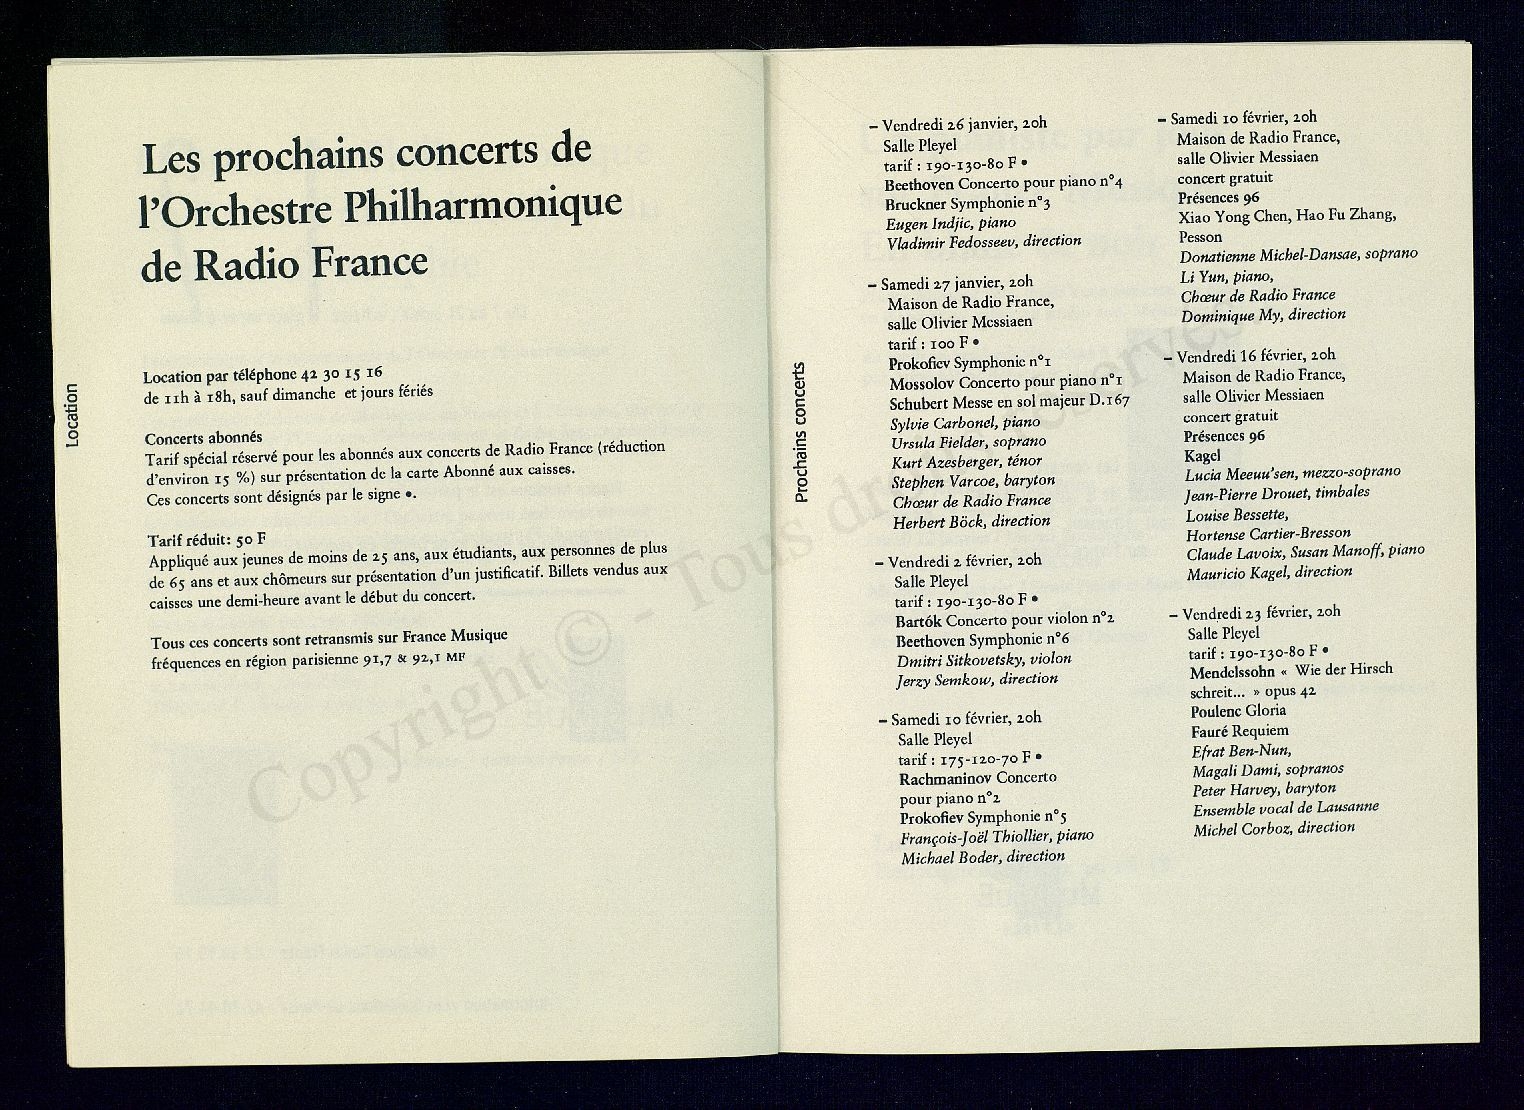 Les prochains concerts de
l'Orchestre Philharmonique
de Radio France
Location
Location par téléphone 42 30 15 16
de 11h à 18h, sauf dimanche et jours fériés
Concerts abonnés
Tarif spécial réservé pour les abonnés aux concerts de Radio France (réduction
d'environ 15 %) sur présentation de la carte Abonné aux caisses.
Ces concerts sont désignés par le signe •.
Tarif réduit: 50 F
Appliqué aux jeunes de moins de 25 ans, aux étudiants, aux personnes de plus
de 65 ans et aux chômeurs sur présentation d'un justificatif. Billets vendus aux
caisses une demi-heure avant le début du concert.
Tous ces concerts sont retransmis sur France Musique
fréquences en région parisienne 91,7 & 92,1 MF
Copyright © - Tous droits réservés
Prochains concerts
– Vendredi 26 janvier, 20h
Salle Pleyel
tarif : 190-130-80 F •
Beethoven Concerto pour piano n°4
Bruckner Symphonie n°3
Eugen Indjic, piano
Vladimir Fedosseev, direction
– Samedi 27 janvier, 20h
Maison de Radio France,
salle Olivier Messiaen
tarif : 100 F •
Prokofiev Symphonie n°1
Mossolov Concerto pour piano n°1
Schubert Messe en sol majeur D.167
Sylvie Carbonel, piano
Ursula Fielder, soprano
Kurt Azesberger, ténor
Stephen Varcoe, baryton
Chœur de Radio France
Herbert Böck, direction
– Vendredi 2 février, 20h
Salle Pleyel
tarif : 190-130-80 F •
Bartók Concerto pour violon n°2
Beethoven Symphonie n°6
Dmitri Sitkovetsky, violon
Jerzy Semkow, direction
– Samedi 10 février, 20h
Salle Pleyel
tarif : 175-120-70 F •
Rachmaninov Concerto
pour piano n°2
Prokofiev Symphonie n°5
François-Joël Thiollier, piano
Michael Boder, direction
– Samedi 10 février, 20h
Maison de Radio France,
salle Olivier Messiaen
concert gratuit
Présences 96
Xiao Yong Chen, Hao Fu Zhang,
Pesson
Donatienne Michel-Dansae, soprano
Li Yun, piano,
Chœur de Radio France
Dominique My, direction
– Vendredi 16 février, 20h
Maison de Radio France,
salle Olivier Messiaen
concert gratuit
Présences 96
Kagel
Lucia Meeuw'sen, mezzo-soprano
Jean-Pierre Drouet, timbales
Louise Bessette,
Hortense Cartier-Bresson
Claude Lavoix, Susan Manoff, piano
Mauricio Kagel, direction
– Vendredi 23 février, 20h
Salle Pleyel
tarif : 190-130-80 F •
Mendelssohn « Wie der Hirsch
schreit... » opus 42
Poulenc Gloria
Fauré Requiem
Efrat Ben-Nun,
Magali Dami, sopranos
Peter Harvey, baryton
Ensemble vocal de Lausanne
Michel Corboz, direction